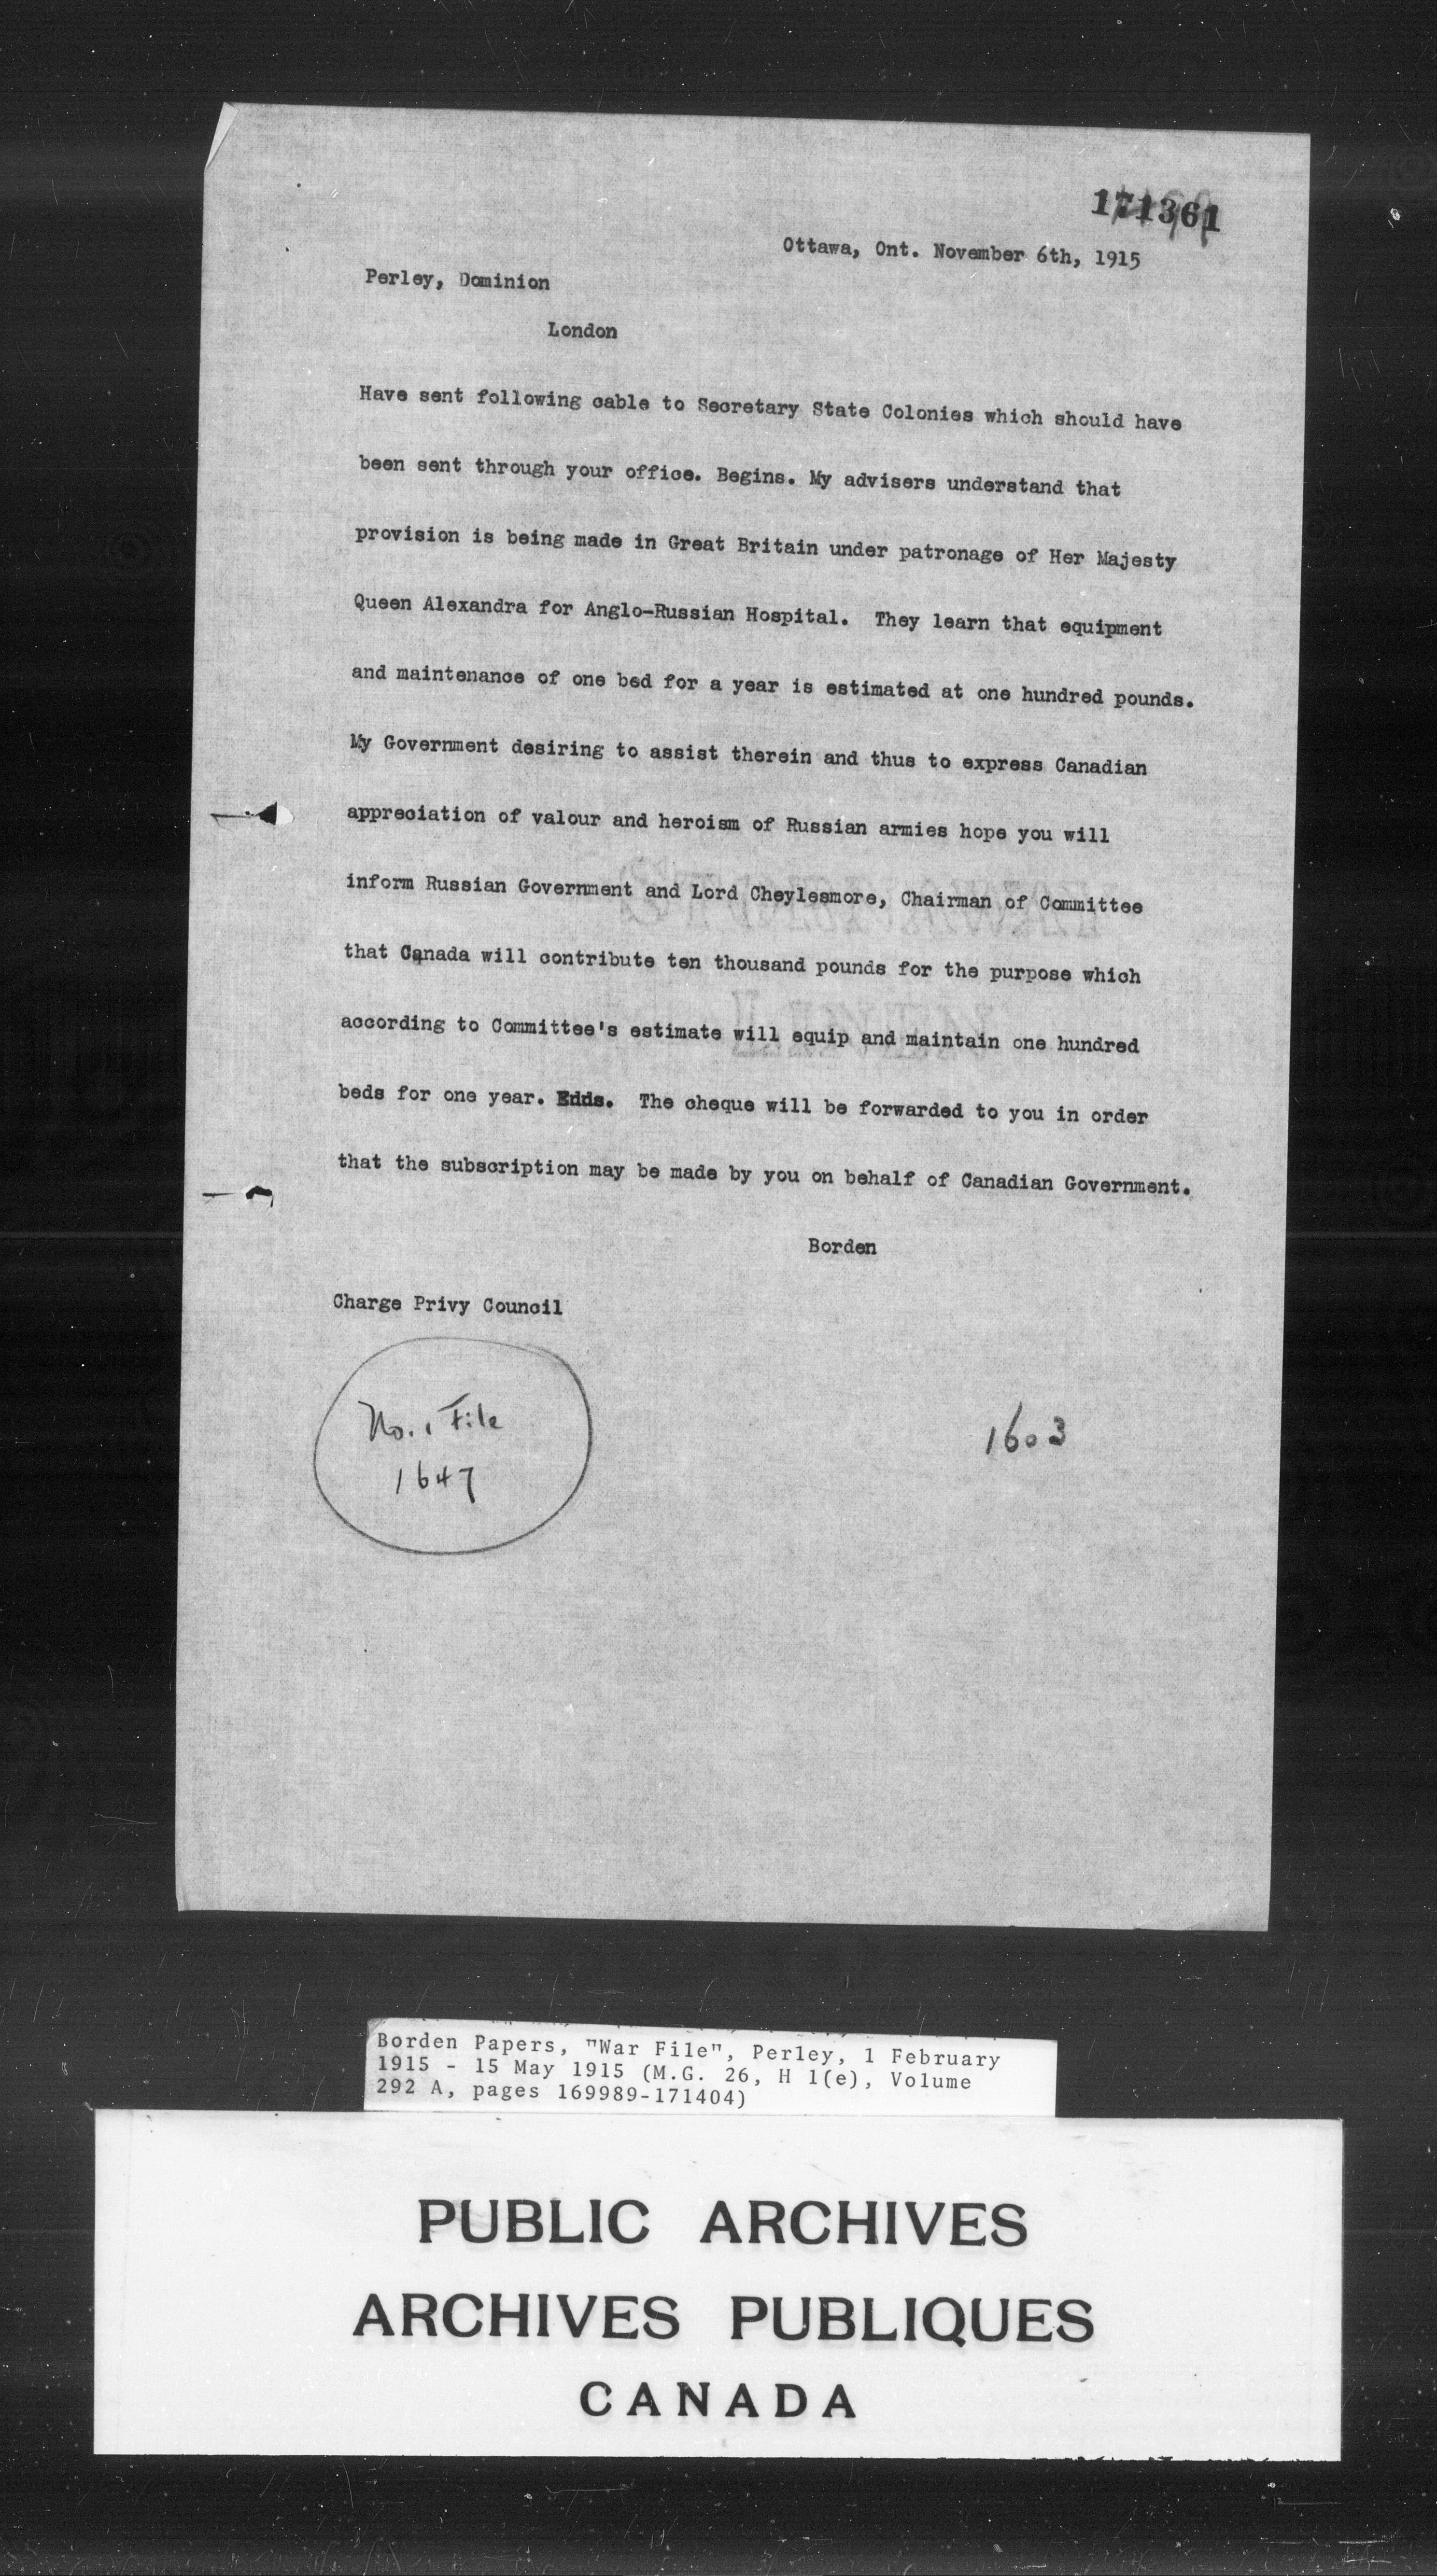 171361
Ottawa, Ont. November 6th, 1915
Perley, Dominion
London
Have sent following cable to Secretary State Colonies which should have
been sent through your office. Begins. My advisers understand that
provision is being made in Great Britain under patronage of Her Majesty
Queen Alexandra for Anglo-Russian Hospital. They learn that equipment
and maintenance of one bed for a year is estimated at one hundred pounds.
My Government desiring to assist therein and thus to express Canadian
appreciation of valour and heroism of Russian armies hope you will
inform Russian Government and Lord Cheylesmore, Chairman of Committee
that Canada will contribute ten thousand pounds for the purpose which
according to Committee's estimate will equip and maintain one hundred
beds for one year. Ends. The cheque will be forwarded to you in order
that the subscription may be made by you on behalf of Canadian Government.
Borden
Charge Privy Council
No. 1 File
1647
1603
Borden Papers, "War File", Perley, 1 February
1915 - 15 May 1915 (M.G. 26, H 1(e), Volume
292 A, pages 169989-171404)
PUBLIC ARCHIVES
ARCHIVES PUBLIQUES
CANADA